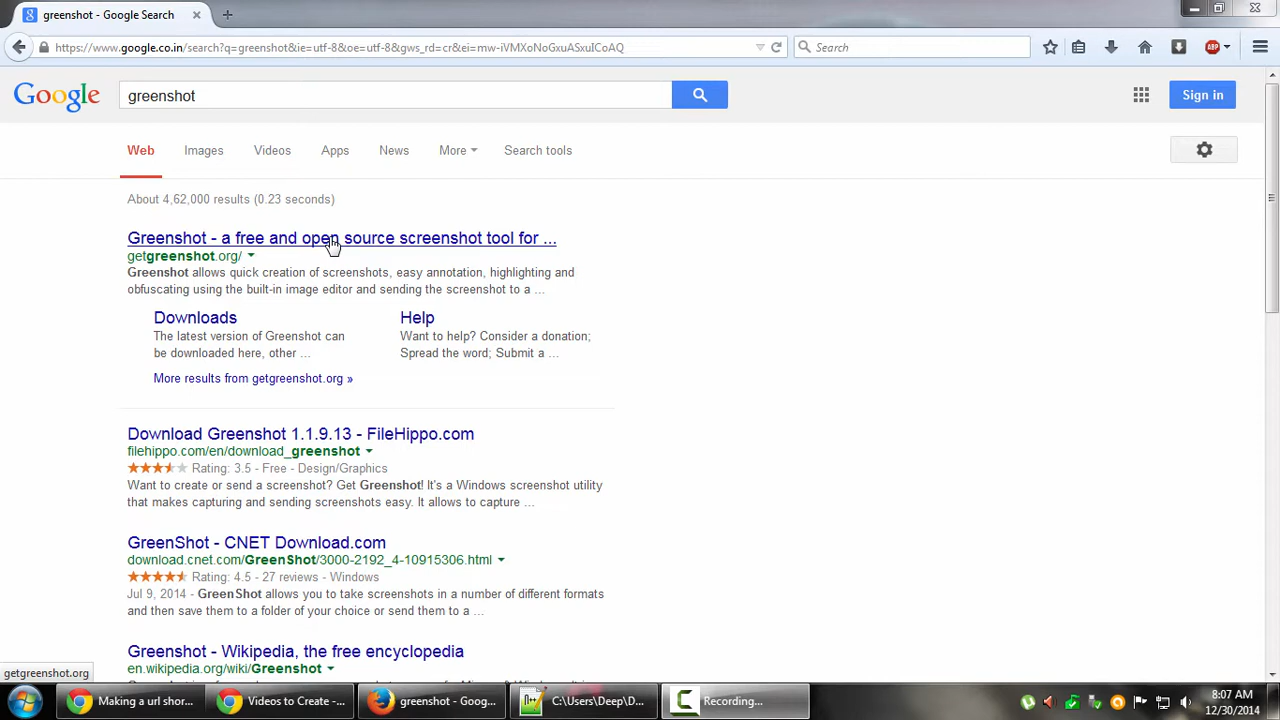 greenshot - Google Search
https://www.google.co.in/search?q=greenshot&ie=utf-8&oe=utf-8&gws_rd=cr&ei=mw-iVMXoNoGxuASxuICoAQ
Search
ABP
Google
greenshot
Sign in
Web
Images
Videos
Apps
News
More
Search tools
About 4,62,000 results (0.23 seconds)
Greenshot - a free and open source screenshot tool for ...
getgreenshot.org/
Greenshot allows quick creation of screenshots, easy annotation, highlighting and
obfuscating using the built-in image editor and sending the screenshot to a ...
Downloads
The latest version of Greenshot can
be downloaded here, other ...
Help
Want to help? Consider a donation;
Spread the word; Submit a ...
More results from getgreenshot.org »
Download Greenshot 1.1.9.13 - FileHippo.com
filehippo.com/en/download_greenshot
Rating: 3.5 - Free - Design/Graphics
Want to create or send a screenshot? Get Greenshot! It's a Windows screenshot utility
that makes capturing and sending screenshots easy. It allows to capture ...
GreenShot - CNET Download.com
download.cnet.com/GreenShot/3000-2192_4-10915306.html
Rating: 4.5 - 27 reviews - Windows
Jul 9, 2014 - GreenShot allows you to take screenshots in a number of different formats
and then save them to a folder of your choice or send them to a ...
Greenshot - Wikipedia, the free encyclopedia
en.wikipedia.org/wiki/Greenshot
getgreenshot.org
Making a url shor...
Videos to Create -...
greenshot - Goog...
C:\Users\Deep\D...
Recording...
8:07 AM
12/30/2014